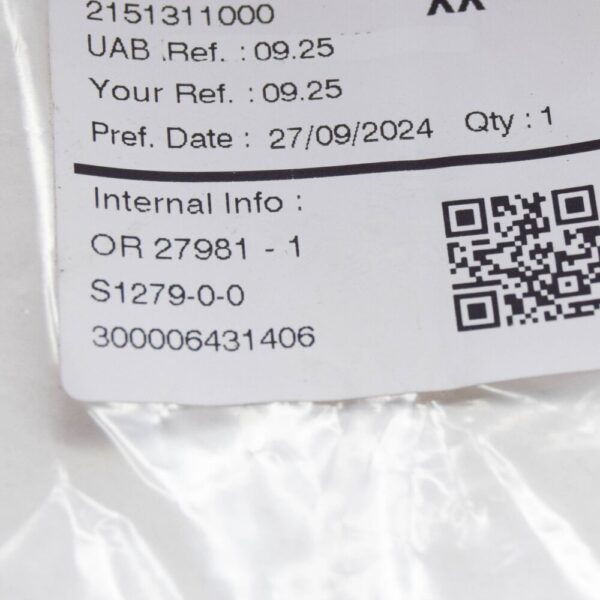 2151311000
UAB Ref. : 09.25
Your Ref. : 09.25
Pref. Date : 27/09/2024 Qty : 1
Internal Info :
OR 27981 - 1
S1279-0-0
300006431406